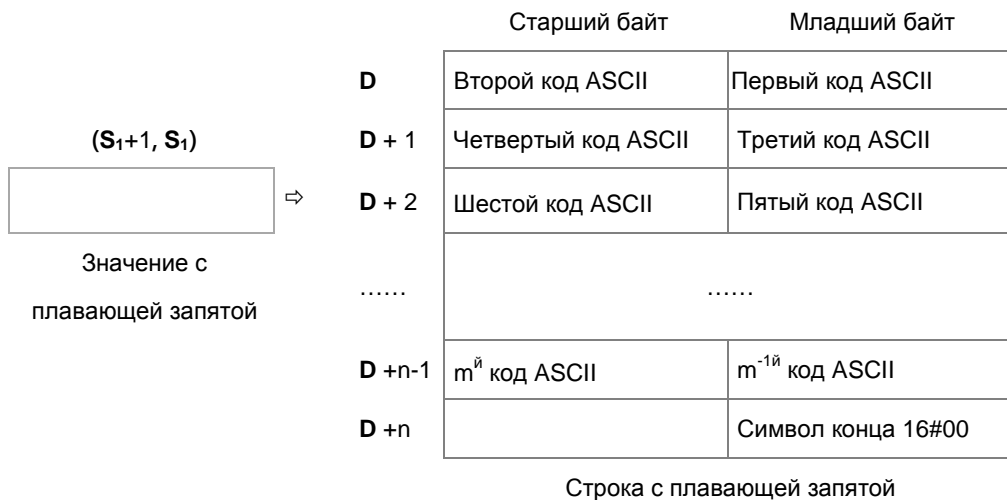 Старший байт Младший байт
D Второй код ASCII Первый код ASCII
(S₁+1, S₁) D + 1 Четвертый код ASCII Третий код ASCII
⇨ D + 2 Шестой код ASCII Пятый код ASCII
Значение с
плавающей запятой
…… ……
D +n-1 mй код ASCII m-1й код ASCII
D +n Символ конца 16#00
Строка с плавающей запятой